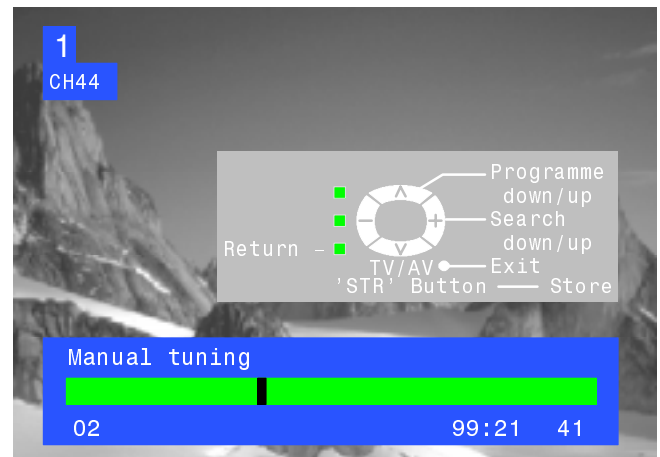 1
CH44
Programme
down/up
Search
down/up
Return – TV/AV Exit
'STR' Button — Store
Manual tuning
02 99:21 41